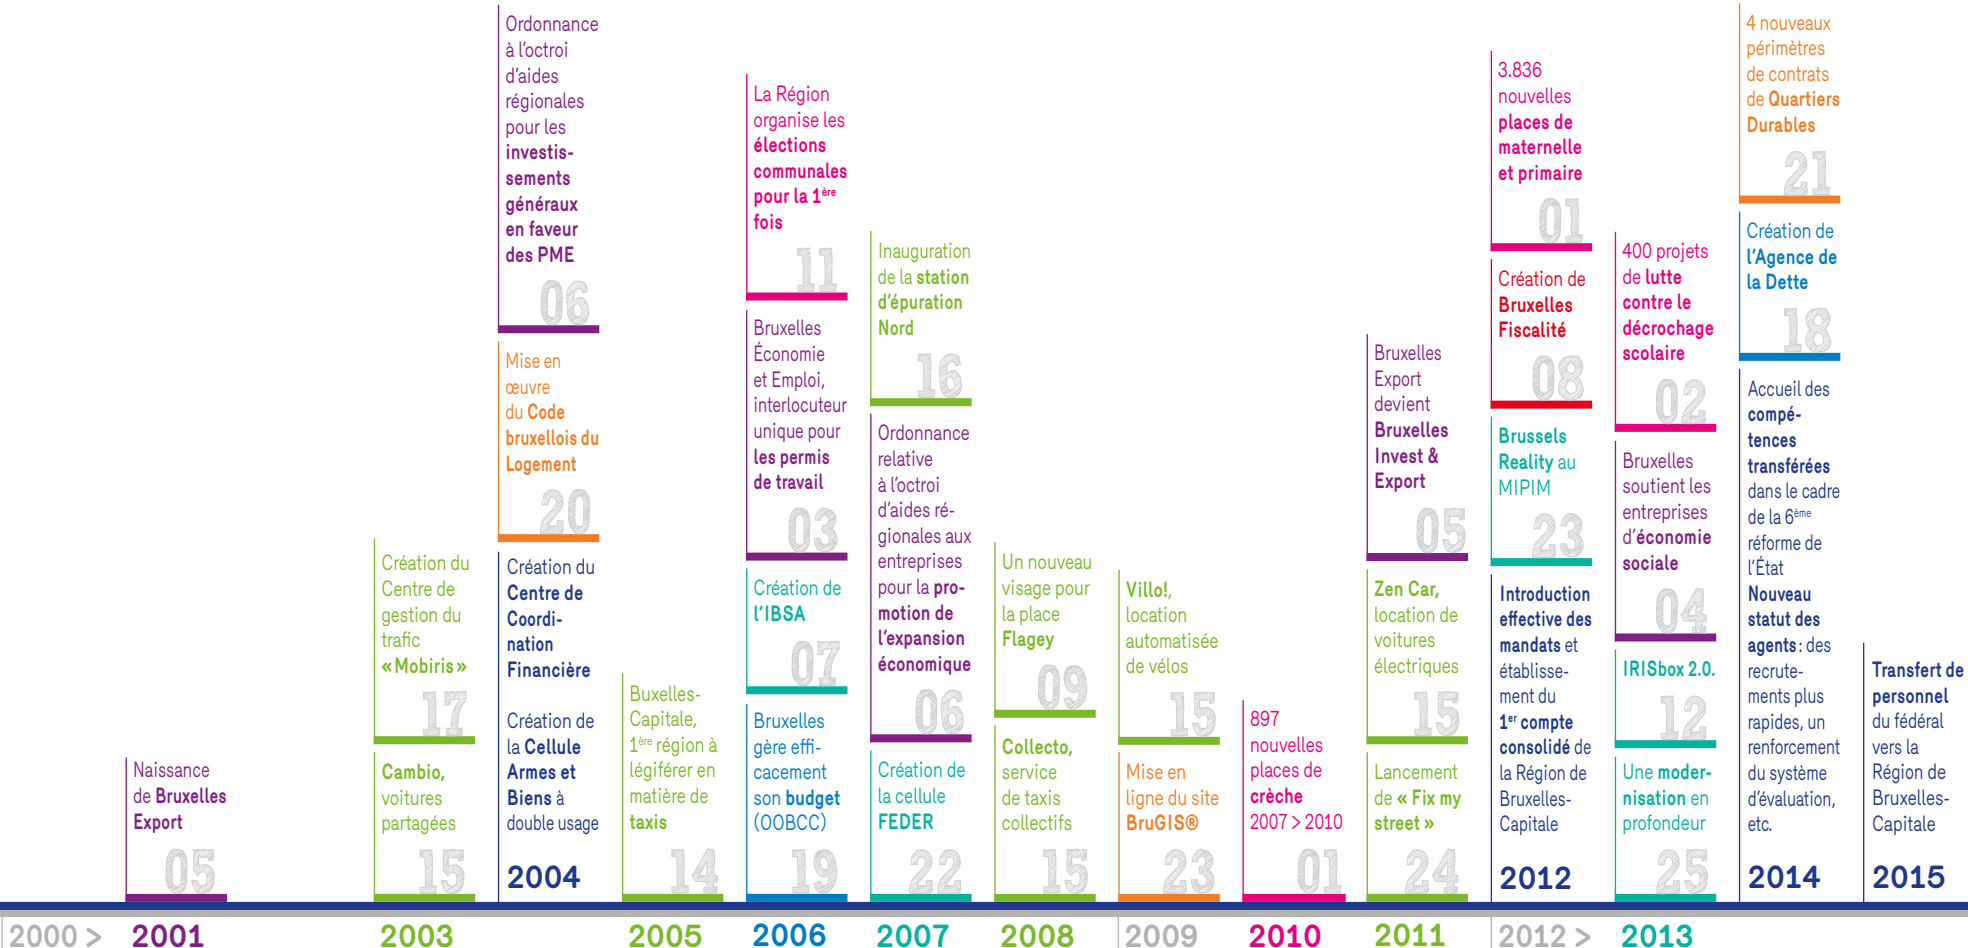 Naissance
de Bruxelles
Export
05
Création du
Centre de
gestion du
trafic
« Mobiris »
17
Cambio,
voitures
partagées
15
Ordonnance
à l'octroi
d'aides
régionales
pour les
investis-
sements
généraux
en faveur
des PME
06
Mise en
œuvre
du Code
bruxellois du
Logement
20
Création du
Centre de
Coordi-
nation
Financière
Création de
la Cellule
Armes et
Biens à
double usage
2004
Buxelles-
Capitale,
1ère région à
légiférer en
matière de
taxis
14
La Région
organise les
élections
communales
pour la 1ère
fois
11
Bruxelles
Économie
et Emploi,
interlocuteur
unique pour
les permis
de travail
03
Création de
l'IBSA
07
Bruxelles
gère effi-
cacement
son budget
(OOBCC)
19
Inauguration
de la station
d'épuration
Nord
16
Ordonnance
relative
à l'octroi
d'aides ré-
gionales aux
entreprises
pour la pro-
motion de
l'expansion
économique
06
Création de
la cellule
FEDER
22
Un nouveau
visage pour
la place
Flagey
09
Collecto,
service
de taxis
collectifs
15
Villo!,
location
automatisée
de vélos
15
Mise en
ligne du site
BruGIS®
23
897
nouvelles
places de
crèche
2007 > 2010
01
Bruxelles
Export
devient
Bruxelles
Invest &
Export
05
Zen Car,
location de
voitures
électriques
15
Lancement
de « Fix my
street »
24
3.836
nouvelles
places de
maternelle
et primaire
01
Création de
Bruxelles
Fiscalité
08
Brussels
Reality au
MIPIM
23
Introduction
effective des
mandats et
établisse-
ment du
1er compte
consolidé de
la Région de
Bruxelles-
Capitale
2012
400 projets
de lutte
contre le
décrochage
scolaire
02
Bruxelles
soutient les
entreprises
d'économie
sociale
04
IRISbox 2.0.
12
Une moder-
nisation en
profondeur
25
4 nouveaux
périmètres
de contrats
de Quartiers
Durables
21
Création de
l'Agence de
la Dette
18
Accueil des
compé-
tences
transférées
dans le cadre
de la 6ème
réforme de
l'État
Nouveau
statut des
agents : des
recrute-
ments plus
rapides, un
renforcement
du système
d'évaluation,
etc.
2014
Transfert de
personnel
du fédéral
vers la
Région de
Bruxelles-
Capitale
2015
2000 > 2001 2003 2005 2006 2007 2008 2009 2010 2011 2012 > 2013